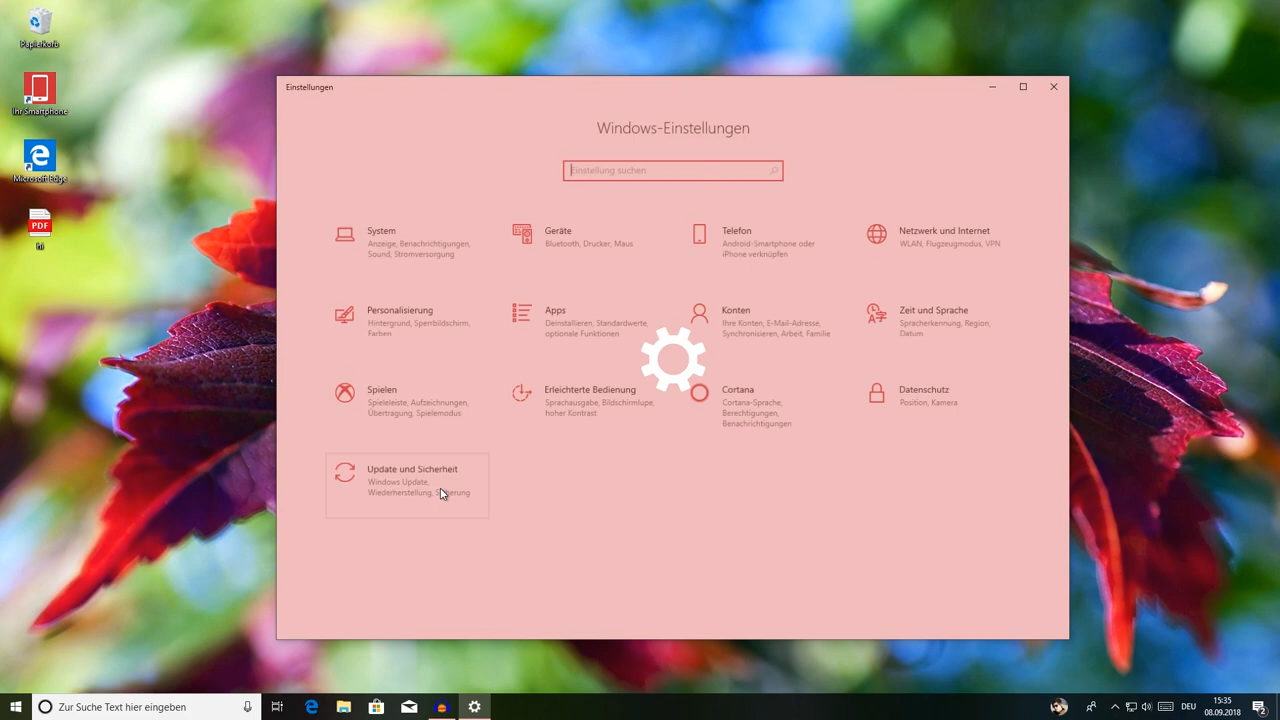 Papierkorb
Ihr Smartphone
Microsoft Edge
PDF
hi
Einstellungen
Windows-Einstellungen
Einstellung suchen
System
Anzeige, Benachrichtigungen,
Sound, Stromversorgung
Geräte
Bluetooth, Drucker, Maus
Telefon
Android-Smartphone oder
iPhone verknüpfen
Netzwerk und Internet
WLAN, Flugzeugmodus, VPN
Personalisierung
Hintergrund, Sperrbildschirm,
Farben
Apps
Deinstallieren, Standardwerte,
optionale Funktionen
Konten
Ihre Konten, E-Mail-Adresse,
Synchronisieren, Arbeit, Familie
Zeit und Sprache
Spracherkennung, Region,
Datum
Spielen
Spieleleiste, Aufzeichnungen,
Übertragung, Spielemodus
Erleichterte Bedienung
Sprachausgabe, Bildschirmlupe,
hoher Kontrast
Cortana
Cortana-Sprache,
Berechtigungen,
Benachrichtigungen
Datenschutz
Position, Kamera
Update und Sicherheit
Windows Update,
Wiederherstellung, Sicherung
Zur Suche Text hier eingeben
DEU
15:35
08.09.2018
2